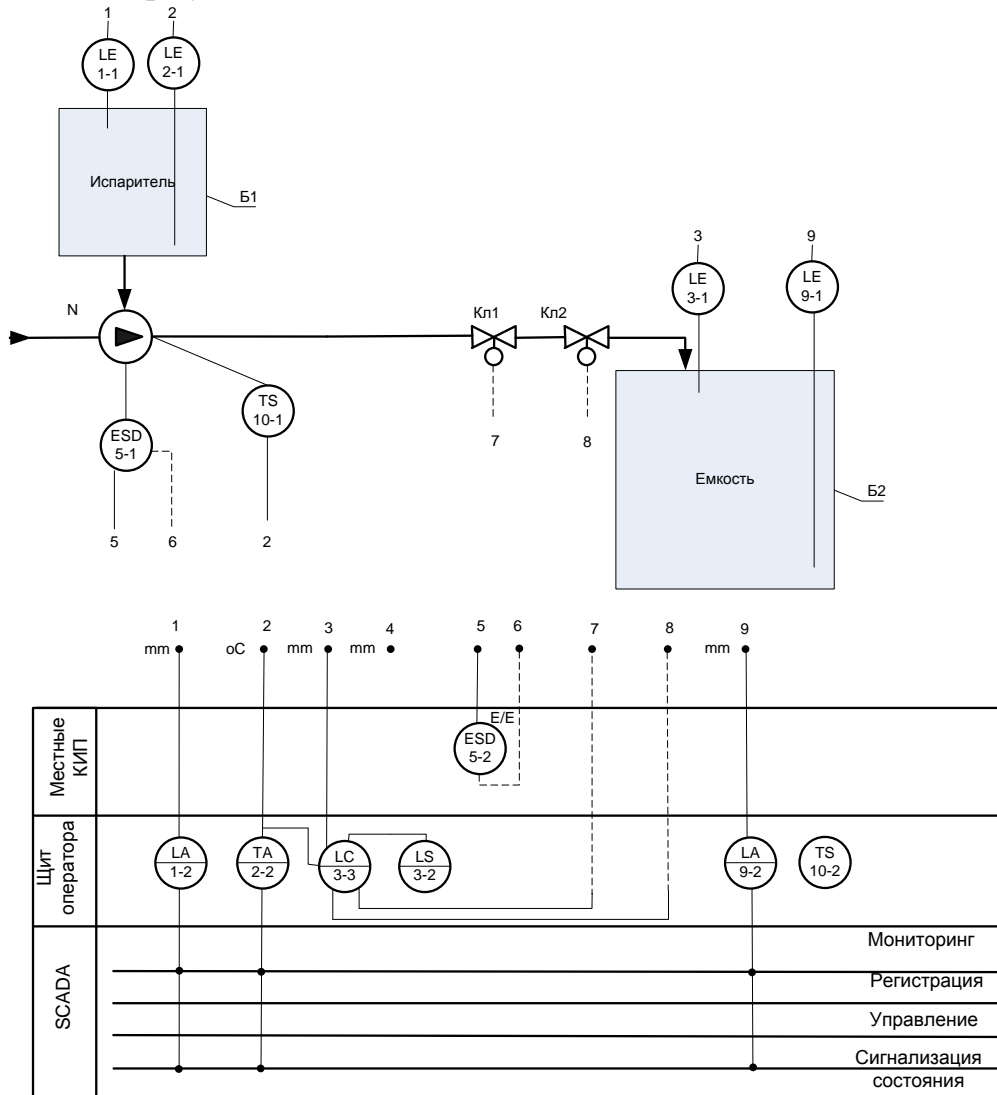 1 2
LE
1-1
LE
2-1
Испаритель
Б1
3 9
LE
3-1
LE
9-1
N
Кл1 Кл2
7 8
TS
10-1
ESD
5-1
5 6 2
Емкость
Б2
1 2 3 4 5 6 7 8 9
mm oC mm mm mm
Местные
КИП
E/E
ESD
5-2
Щит
оператора
LA
1-2
TA
2-2
LC
3-3
LS
3-2
LA
9-2
TS
10-2
SCADA
Мониторинг
Регистрация
Управление
Сигнализация
состояния